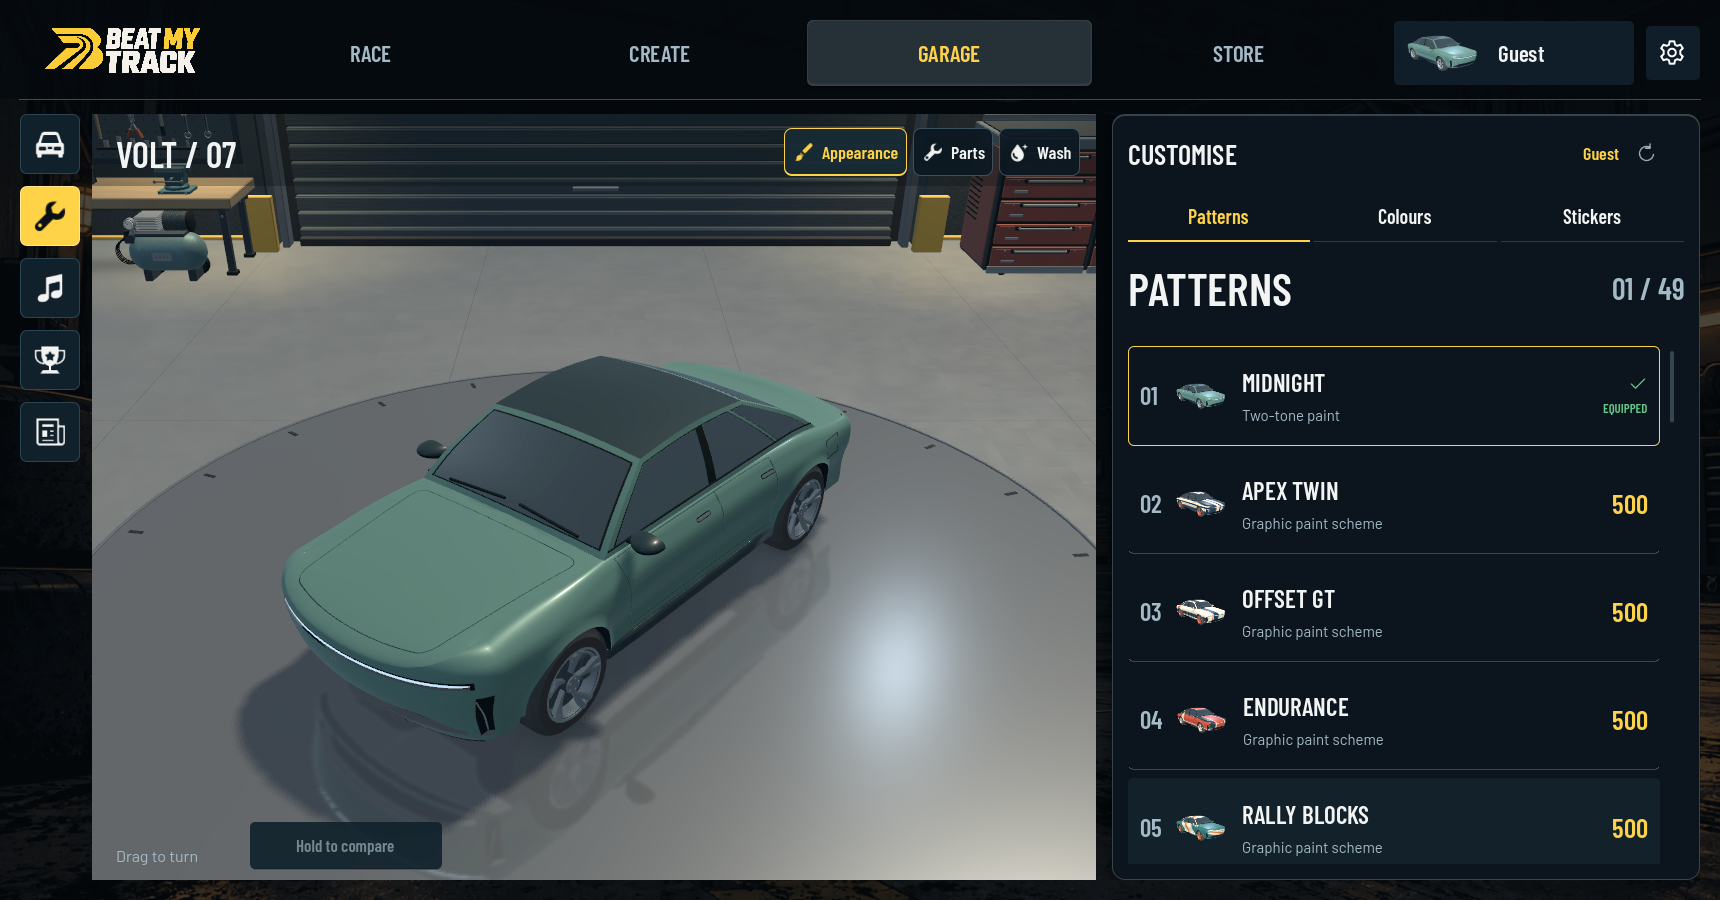 BEAT MY
TRACK
RACE
CREATE
GARAGE
STORE
Guest
VOLT / 07
Appearance
Parts
Wash
Drag to turn
Hold to compare
CUSTOMISE
Guest
Patterns
Colours
Stickers
PATTERNS
01 / 49
01
MIDNIGHT
Two-tone paint
EQUIPPED
02
APEX TWIN
Graphic paint scheme
500
03
OFFSET GT
Graphic paint scheme
500
04
ENDURANCE
Graphic paint scheme
500
05
RALLY BLOCKS
Graphic paint scheme
500